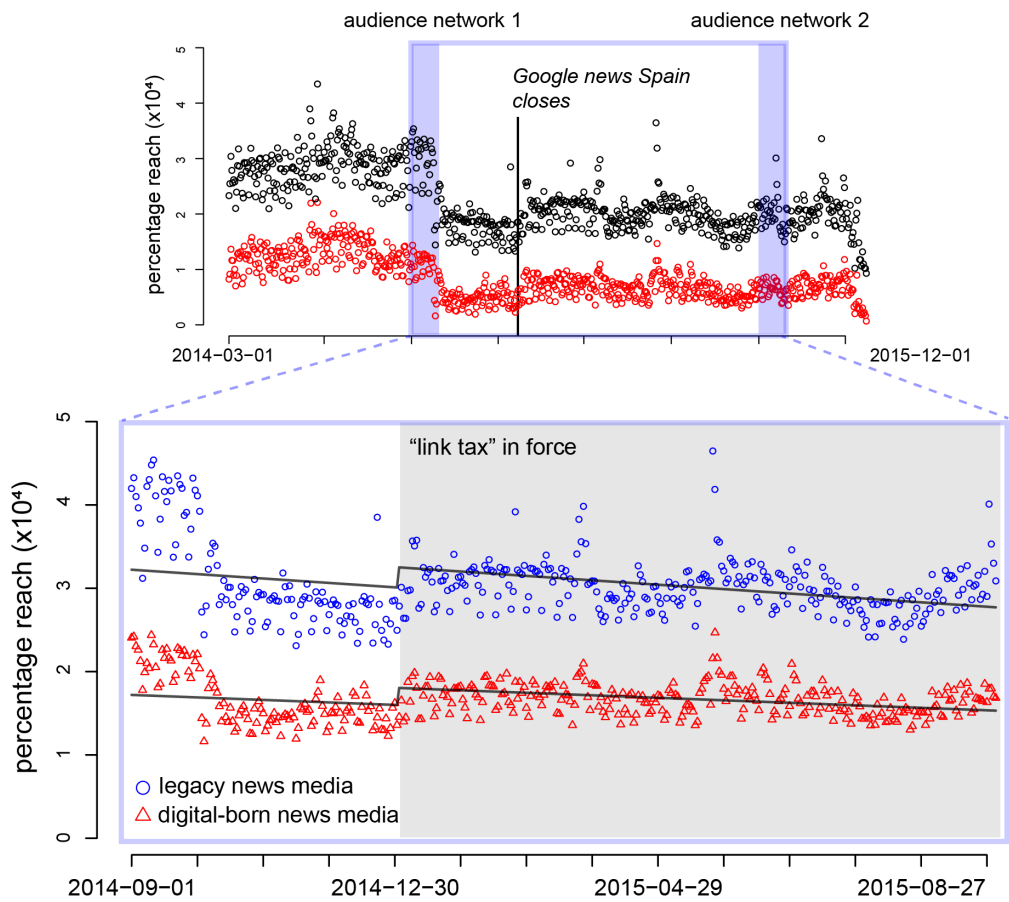 audience network 1
audience network 2
Google news Spain
closes
percentage reach (x10⁴)
5
4
3
2
1
0
2014−03−01
2015−12−01
percentage reach (x10⁴)
5
4
3
2
1
0
“link tax” in force
legacy news media
digital-born news media
2014−09−01
2014−12−30
2015−04−29
2015−08−27